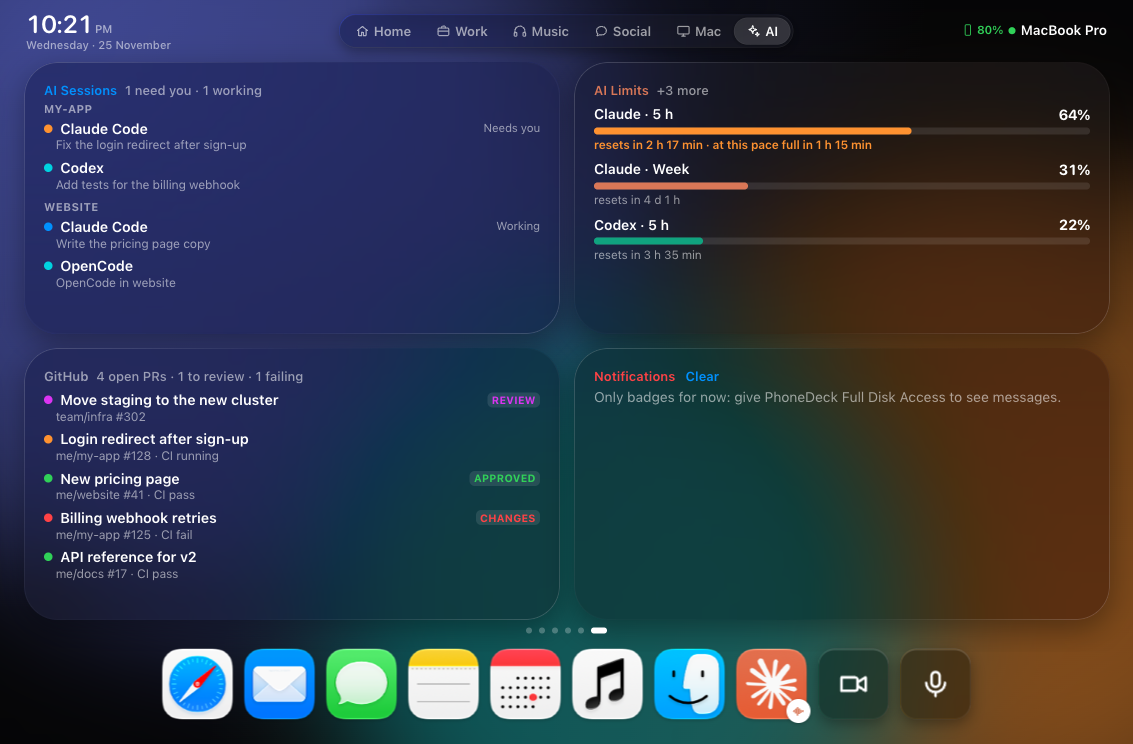 10:21 PM
Wednesday · 25 November
Home
Work
Music
Social
Mac
AI
80%
MacBook Pro
AI Sessions 1 need you · 1 working
MY-APP
Claude Code Needs you
Fix the login redirect after sign-up
Codex
Add tests for the billing webhook
WEBSITE
Claude Code Working
Write the pricing page copy
OpenCode
OpenCode in website
AI Limits +3 more
Claude · 5 h 64%
resets in 2 h 17 min · at this pace full in 1 h 15 min
Claude · Week 31%
resets in 4 d 1 h
Codex · 5 h 22%
resets in 3 h 35 min
GitHub 4 open PRs · 1 to review · 1 failing
Move staging to the new cluster REVIEW
team/infra #302
Login redirect after sign-up
me/my-app #128 · CI running
New pricing page APPROVED
me/website #41 · CI pass
Billing webhook retries CHANGES
me/my-app #125 · CI fail
API reference for v2
me/docs #17 · CI pass
Notifications Clear
Only badges for now: give PhoneDeck Full Disk Access to see messages.